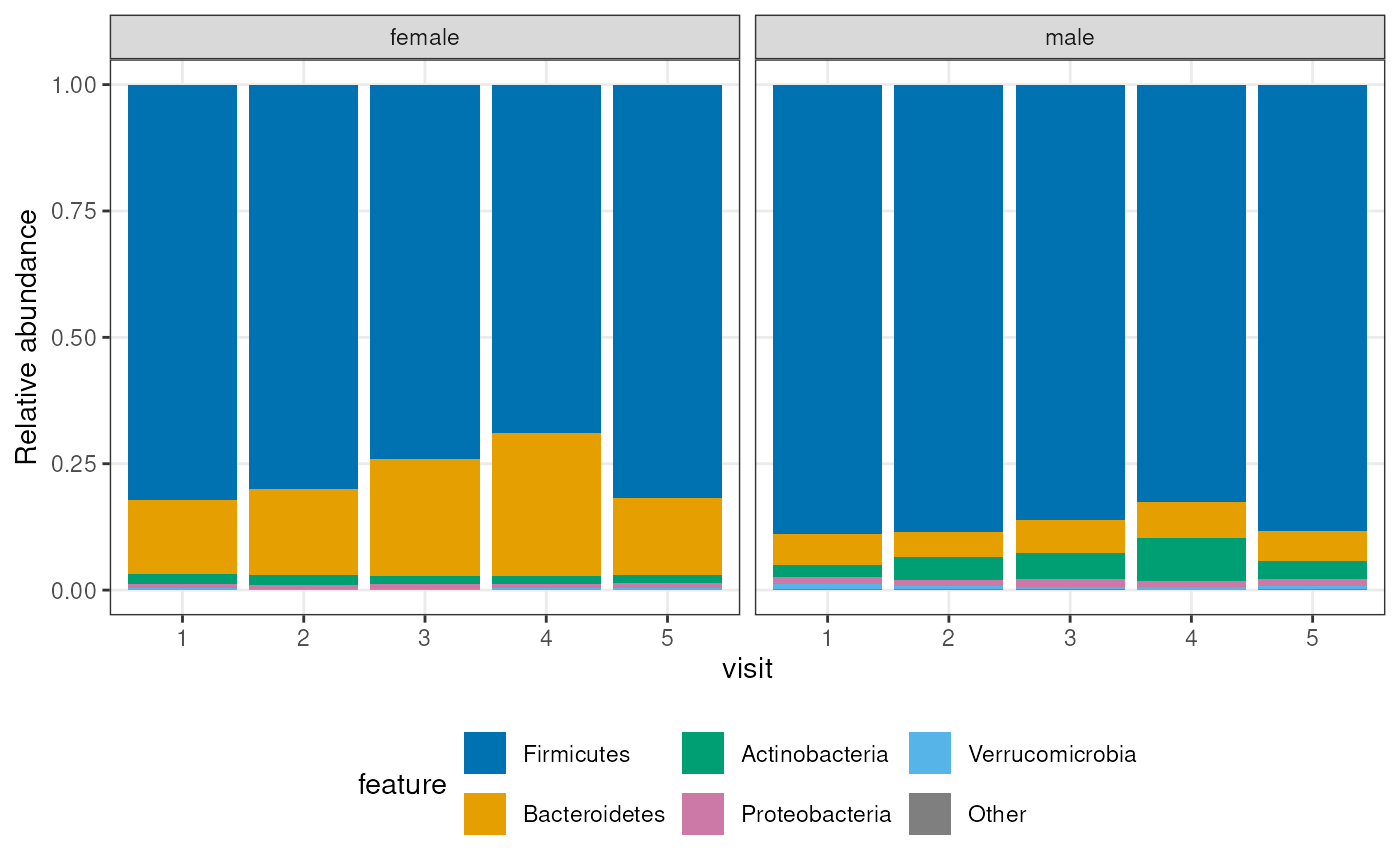 female
male
1.00
0.75
0.50
0.25
0.00
Relative abundance
1 2 3 4 5
1 2 3 4 5
visit
feature
Firmicutes
Bacteroidetes
Actinobacteria
Proteobacteria
Verrucomicrobia
Other